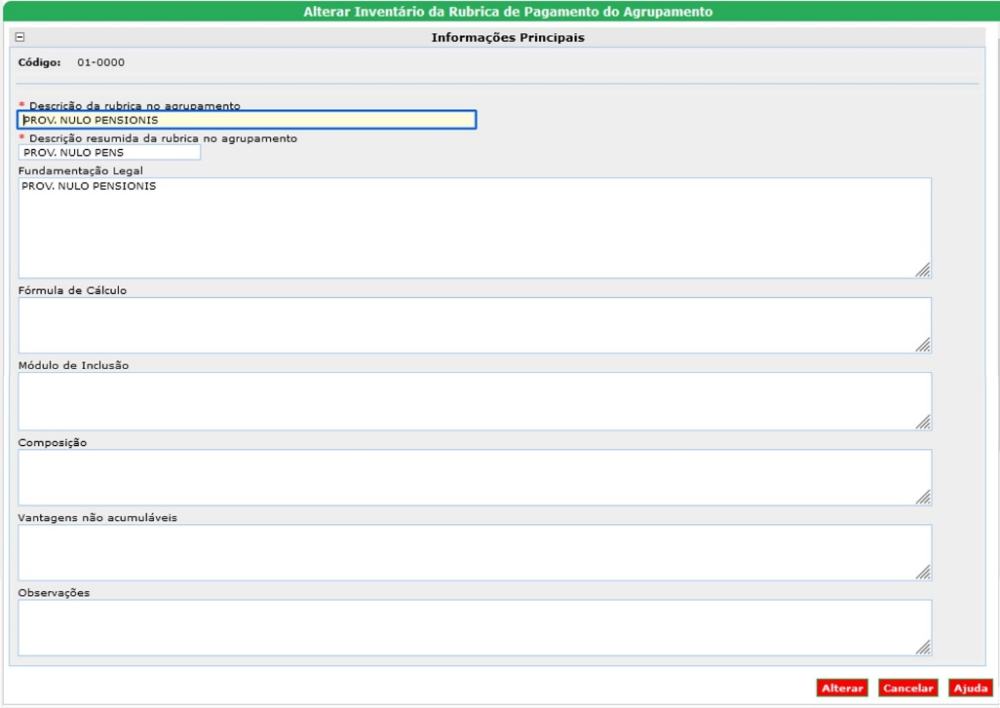 Alterar Inventário da Rubrica de Pagamento do Agrupamento
Informações Principais
Código: 01-0000
* Descrição da rubrica no agrupamento
PROV. NULO PENSIONIS
* Descrição resumida da rubrica no agrupamento
PROV. NULO PENS
Fundamentação Legal
PROV. NULO PENSIONIS
Fórmula de Cálculo
Módulo de Inclusão
Composição
Vantagens não acumuláveis
Observações
Alterar Cancelar Ajuda